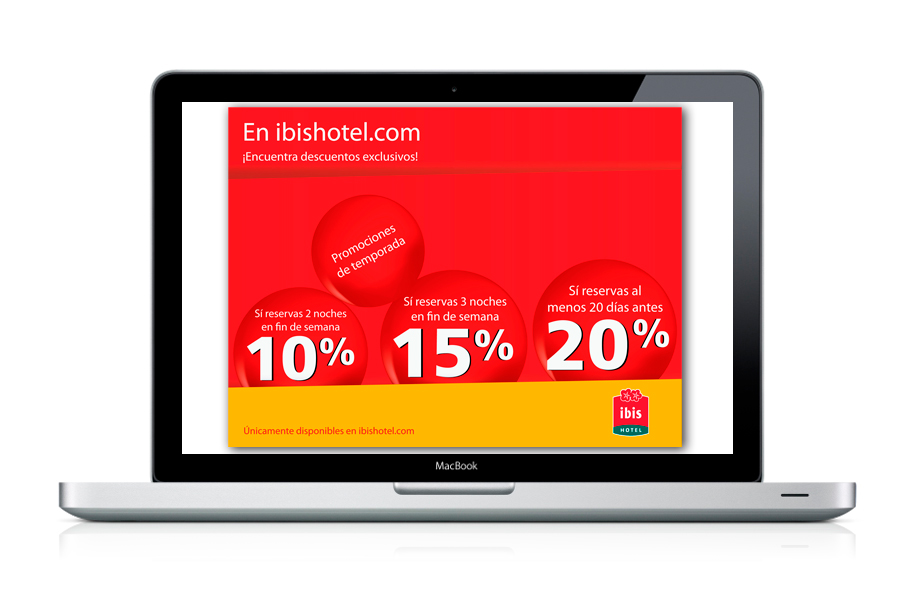 En ibishotel.com
¡Encuentra descuentos exclusivos!
Promociones
de temporada
Sí reservas 2 noches
en fin de semana
10%
Sí reservas 3 noches
en fin de semana
15%
Sí reservas al
menos 20 días antes
20%
Únicamente disponibles en ibishotel.com
ibis
HOTEL
MacBook